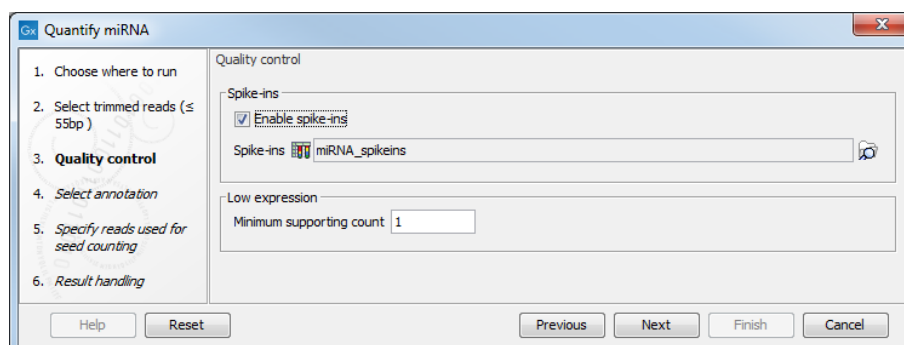 Gx Quantify miRNA
X
1. Choose where to run
2. Select trimmed reads (≤
55bp )
3. Quality control
4. Select annotation
5. Specify reads used for
seed counting
6. Result handling
Quality control
Spike-ins
Enable spike-ins
Spike-ins miRNA_spikeins
Low expression
Minimum supporting count 1
Help Reset Previous Next Finish Cancel